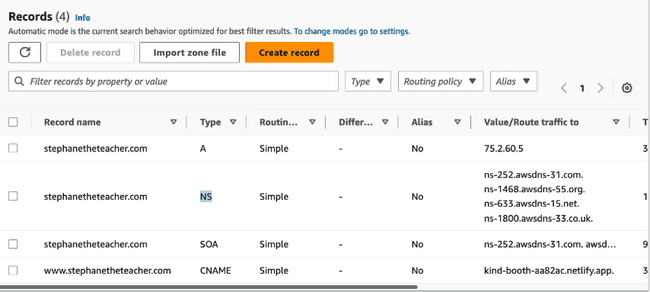 Records (4) Info
Automatic mode is the current search behavior optimized for best filter results. To change modes go to settings.
Delete record Import zone file Create record
Filter records by property or value Type Routing policy Alias 1
Record name Type Routin... Differ... Alias Value/Route traffic to T
stephanetheteacher.com A Simple - No 75.2.60.5 3
stephanetheteacher.com NS Simple - No ns-252.awsdns-31.com. 1
ns-1468.awsdns-55.org.
ns-633.awsdns-15.net.
ns-1800.awsdns-33.co.uk.
stephanetheteacher.com SOA Simple - No ns-252.awsdns-31.com. awsd... 9
www.stephanetheteacher.com CNAME Simple - No kind-booth-aa82ac.netlify.app. 3